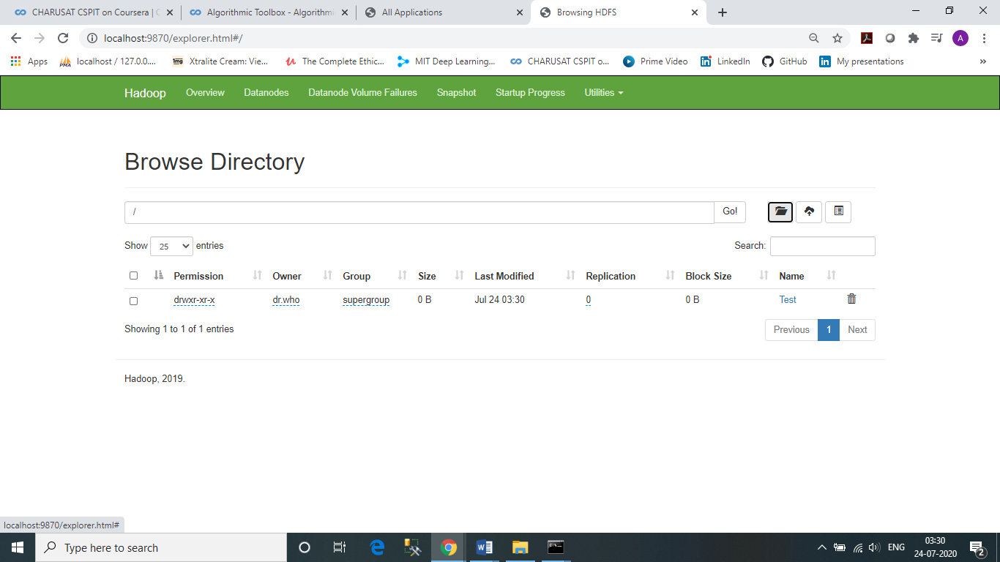 CHARUSAT CSPIT on Coursera | C
Algorithmic Toolbox - Algorithmi
All Applications
Browsing HDFS
localhost:9870/explorer.html#/
A
Apps
PMA
localhost / 127.0.0....
1mg
Xtralite Cream: Vie...
The Complete Ethic...
MIT Deep Learning...
CHARUSAT CSPIT o...
Prime Video
LinkedIn
GitHub
My presentations
»
Hadoop Overview Datanodes Datanode Volume Failures Snapshot Startup Progress Utilities
Browse Directory
/
Go!
Show 25 entries
Search:
Permission Owner Group Size Last Modified Replication Block Size Name
drwxr-xr-x dr.who supergroup 0 B Jul 24 03:30 0 0 B Test
Showing 1 to 1 of 1 entries
Previous 1 Next
Hadoop, 2019.
localhost:9870/explorer.html#
Type here to search
ENG
03:30
24-07-2020
2